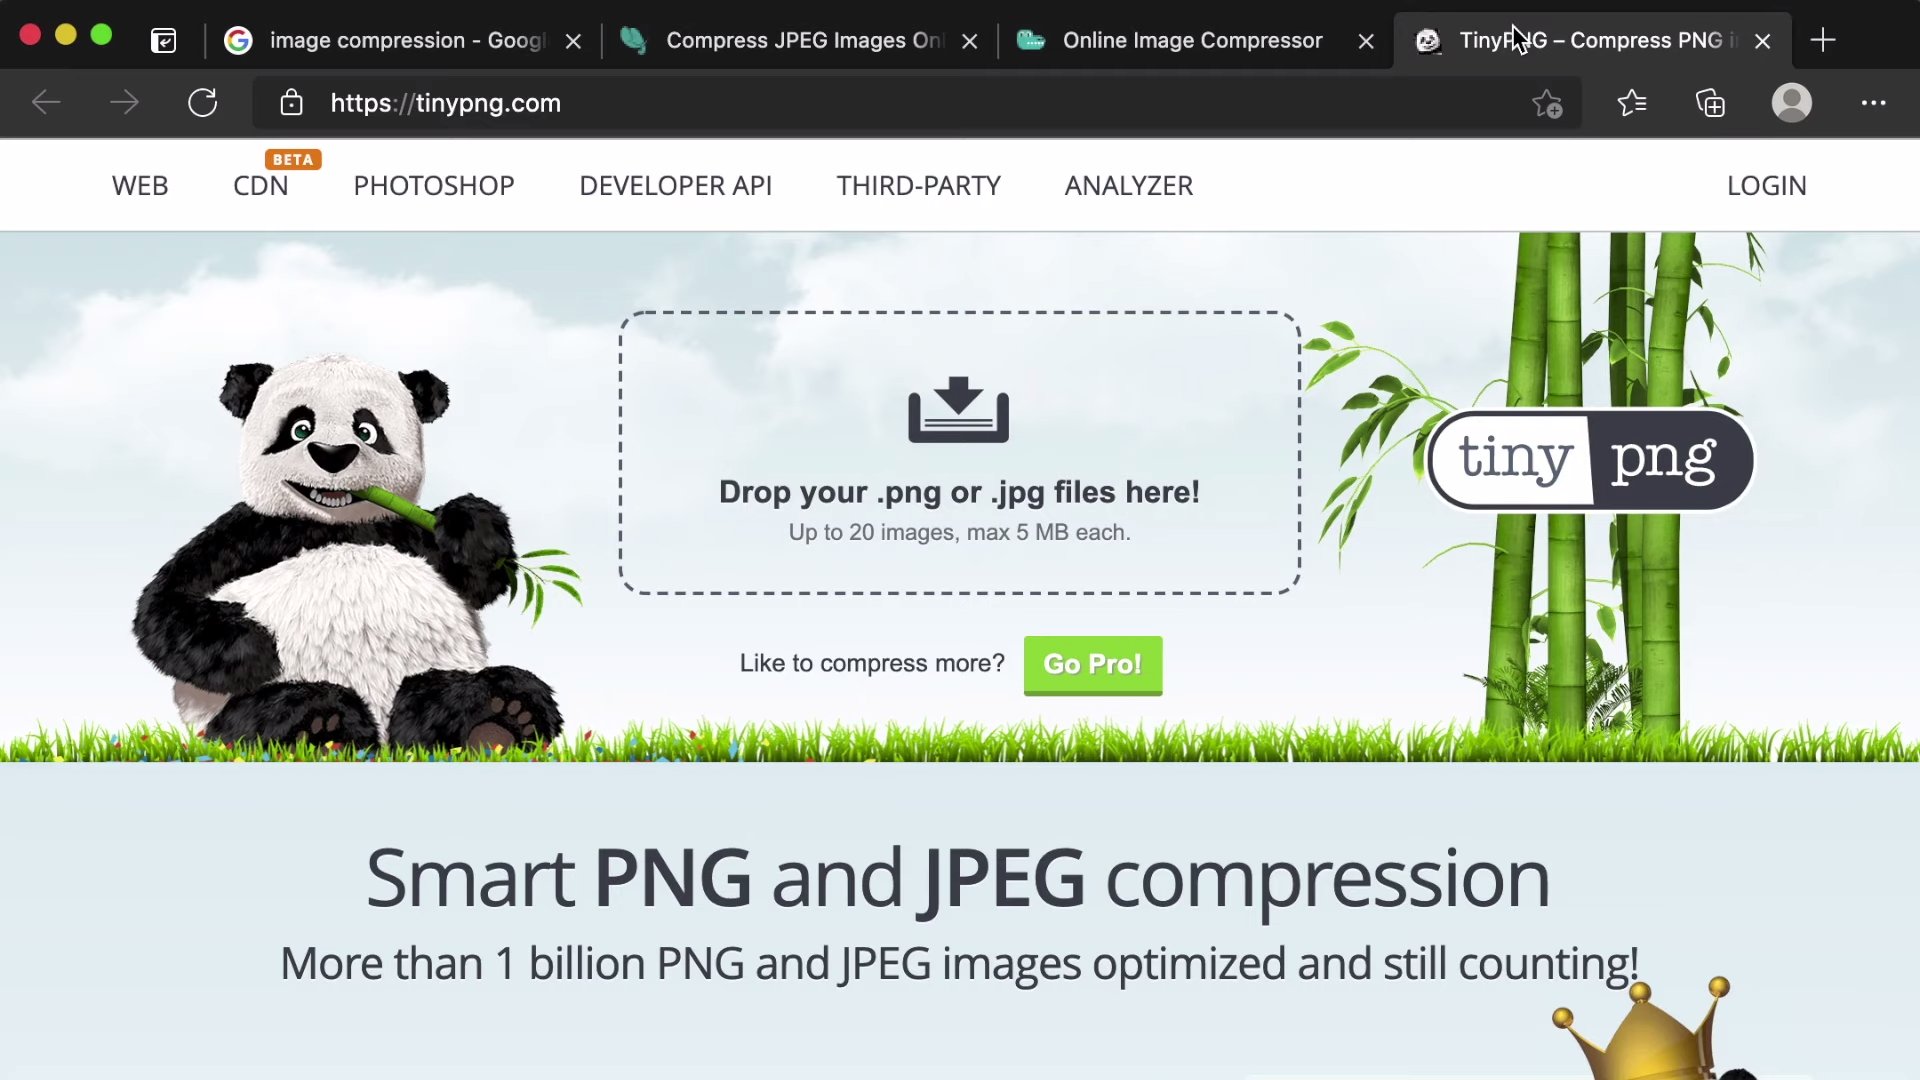 image compression - Googl
Compress JPEG Images Onl
Online Image Compressor
TinyPNG – Compress PNG i
https://tinypng.com
WEB
BETA
CDN
PHOTOSHOP
DEVELOPER API
THIRD-PARTY
ANALYZER
LOGIN
Drop your .png or .jpg files here!
Up to 20 images, max 5 MB each.
tiny png
Like to compress more?
Go Pro!
Smart PNG and JPEG compression
More than 1 billion PNG and JPEG images optimized and still counting!